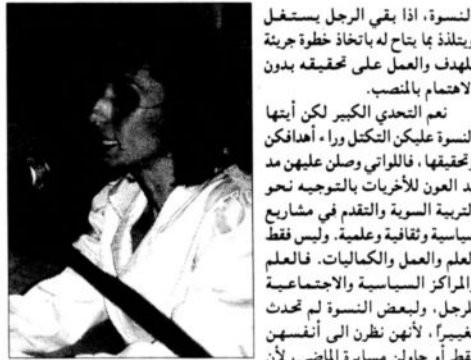 النسوة، اذا بقي الرجل يستغل
ويتلذذ بما يتاح له باتخاذ خطوة جريئة
للهدف والعمل على تحقيقه بدون
الاهتمام بالمنصب.
نعم التحدي الكبير لكن أيتها
النسوة عليكن التكتل وراء أهدافكن
وتحقيقها، فاللواتي وصلن عليهن مد
يد العون للأخريات بالتوجيه نحو
التربية السوية والتقدم في مشاريع
سياسية وثقافية وعلمية. وليس فقط
العلم والعمل والكماليات. فالعلم
والمراكز السياسية والاجتماعية
للرجل، ولبعض النسوة لم تحدث
تغييراً، لأنهن نظرن الى أنفسهن
فقط أو حاولن مسايرة الماضي، لأن